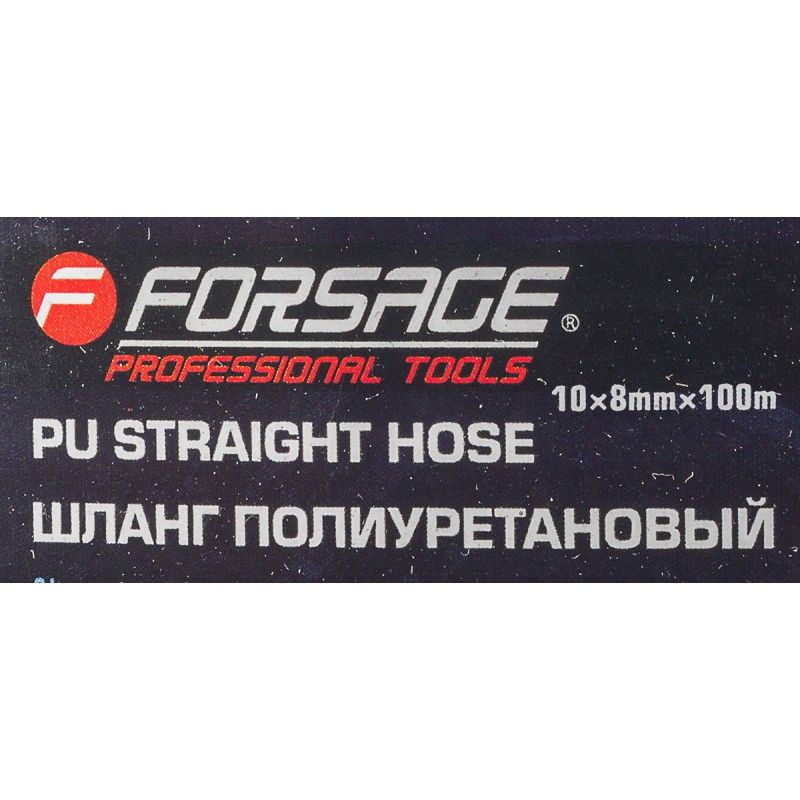 F FORSAGE®
PROFESSIONAL TOOLS
10×8mm×100m
PU STRAIGHT HOSE
ШЛАНГ ПОЛИУРЕТАНОВЫЙ